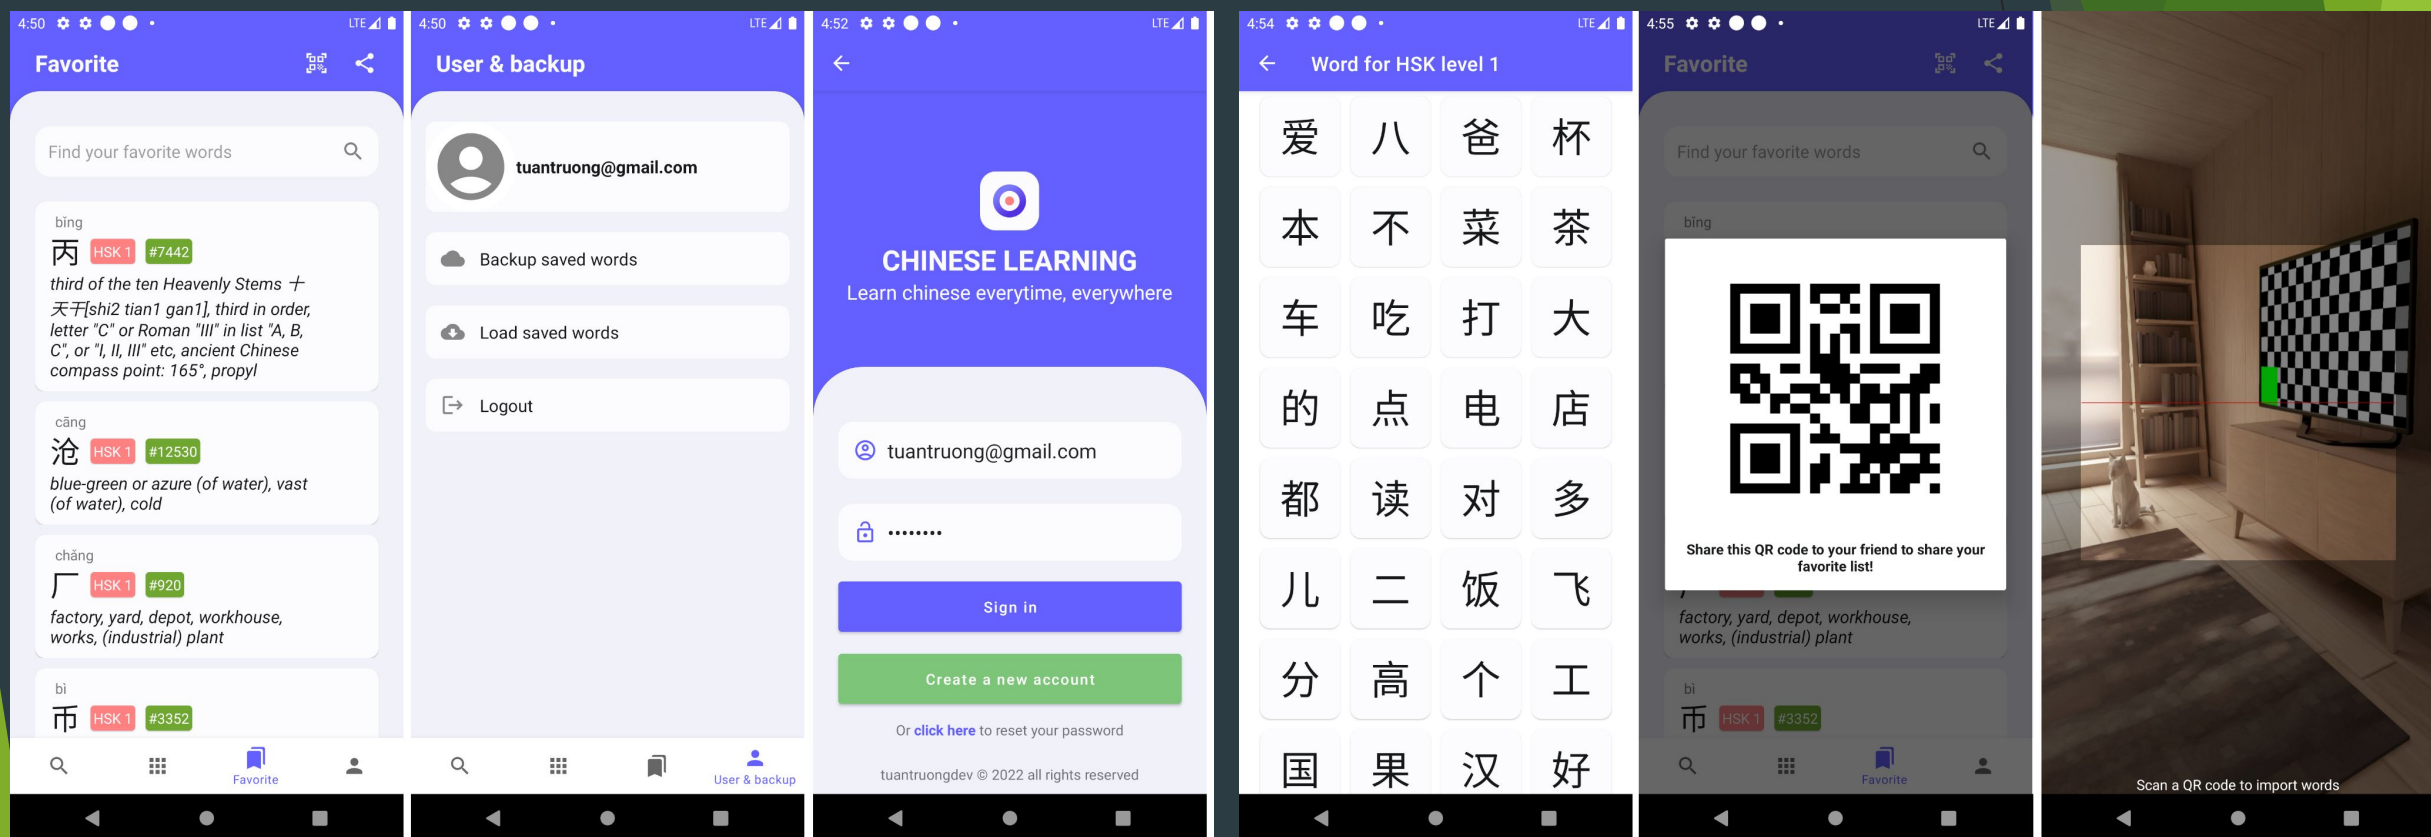 4:50
LTE
Favorite
Find your favorite words
bǐng
丙 HSK 1 #7442
third of the ten Heavenly Stems 十
天干[shi2 tian1 gan1], third in order,
letter "C" or Roman "III" in list "A, B,
C", or "I, II, III" etc, ancient Chinese
compass point: 165°, propyl
cāng
沧 HSK 1 #12530
blue-green or azure (of water), vast
(of water), cold
chǎng
厂 HSK 1 #920
factory, yard, depot, workhouse,
works, (industrial) plant
bì
币 HSK 1 #3352
Favorite
4:50
LTE
User & backup
tuantruong@gmail.com
Backup saved words
Load saved words
Logout
User & backup
4:52
LTE
CHINESE LEARNING
Learn chinese everytime, everywhere
tuantruong@gmail.com
••••••••
Sign in
Create a new account
Or click here to reset your password
tuantruongdev © 2022 all rights reserved
4:54
LTE
Word for HSK level 1
爱 八 爸 杯
本 不 菜 茶
车 吃 打 大
的 点 电 店
都 读 对 多
儿 二 饭 飞
分 高 个 工
国 果 汉 好
4:55
LTE
Favorite
Find your favorite words
bǐng
Share this QR code to your friend to share your
favorite list!
factory, yard, depot, workhouse,
works, (industrial) plant
bì
币 HSK 1 #3352
Favorite
Scan a QR code to import words